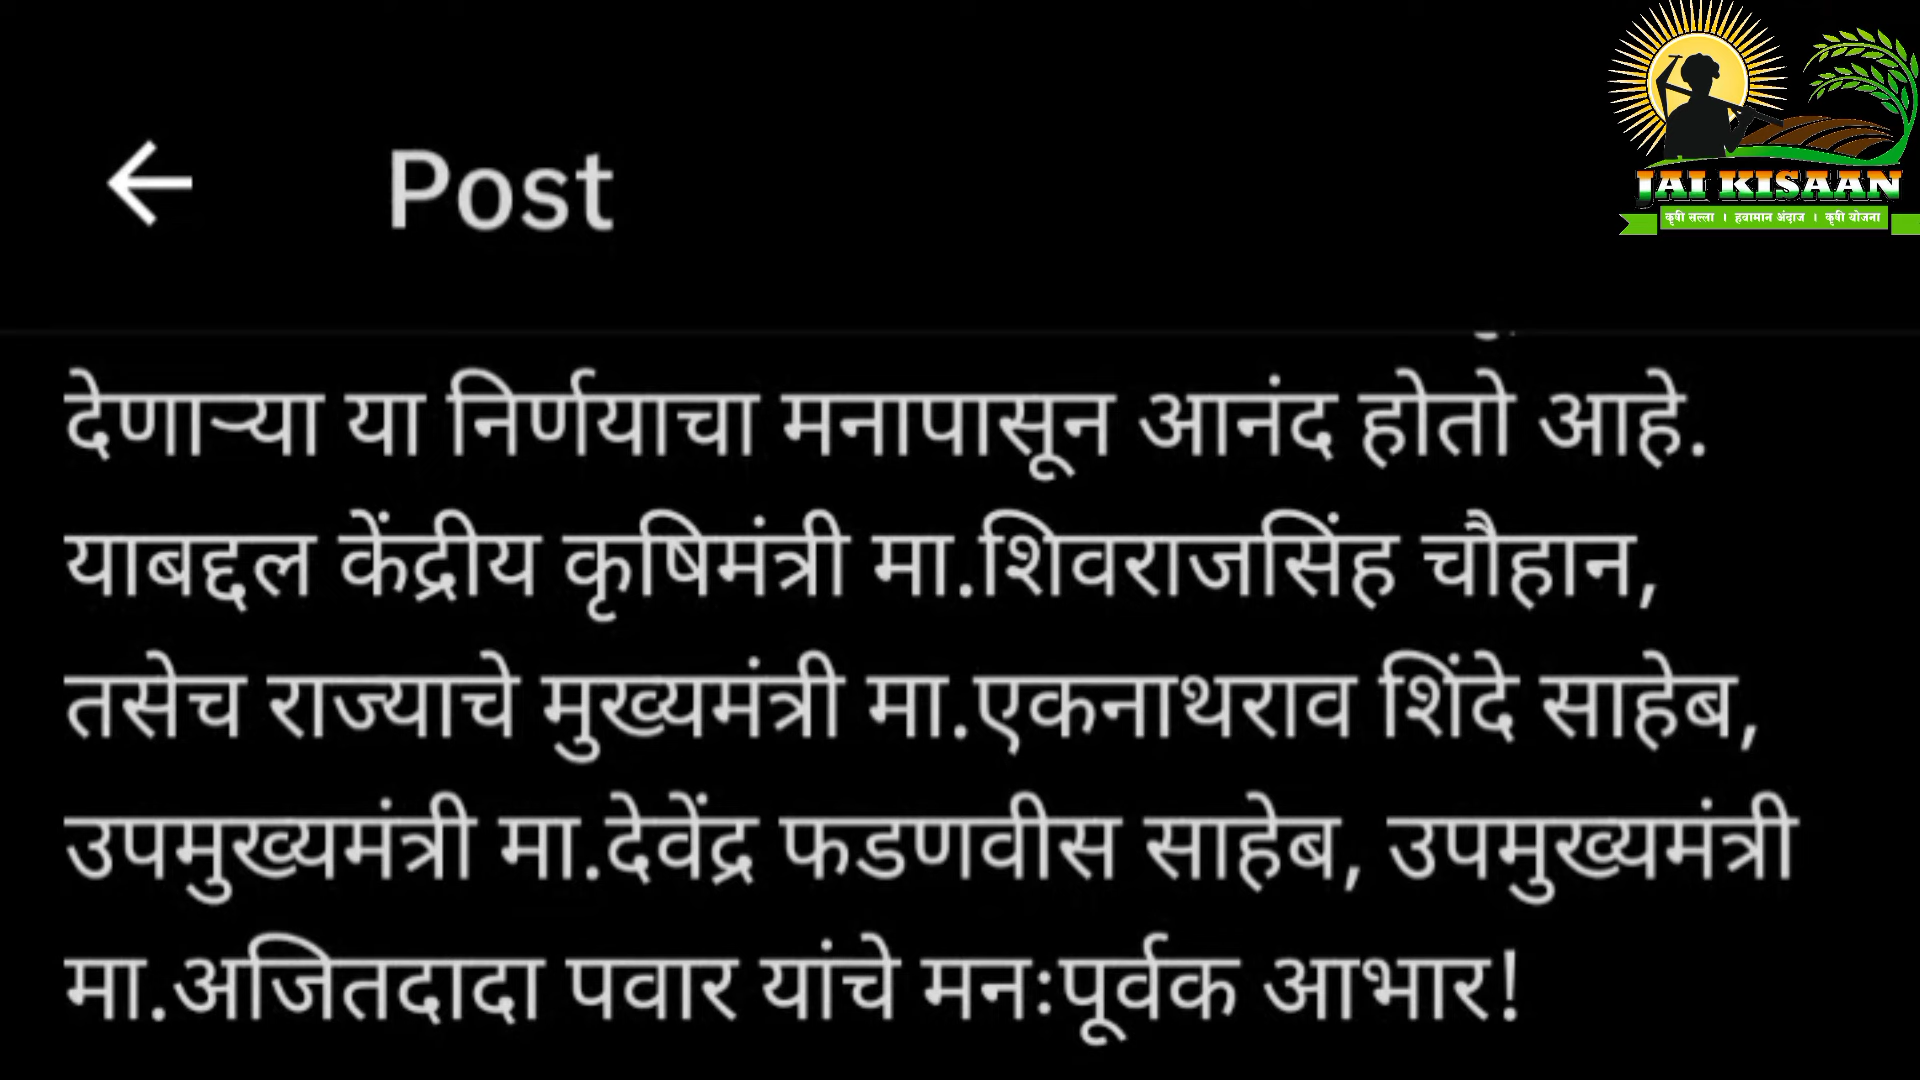 Post
JAI KISAAN
कृषी सल्ला । हवामान अंदाज । कृषी योजना
देणाऱ्या या निर्णयाचा मनापासून आनंद होतो आहे.
याबद्दल केंद्रीय कृषिमंत्री मा.शिवराजसिंह चौहान,
तसेच राज्याचे मुख्यमंत्री मा.एकनाथराव शिंदे साहेब,
उपमुख्यमंत्री मा.देवेंद्र फडणवीस साहेब, उपमुख्यमंत्री
मा.अजितदादा पवार यांचे मनःपूर्वक आभार!